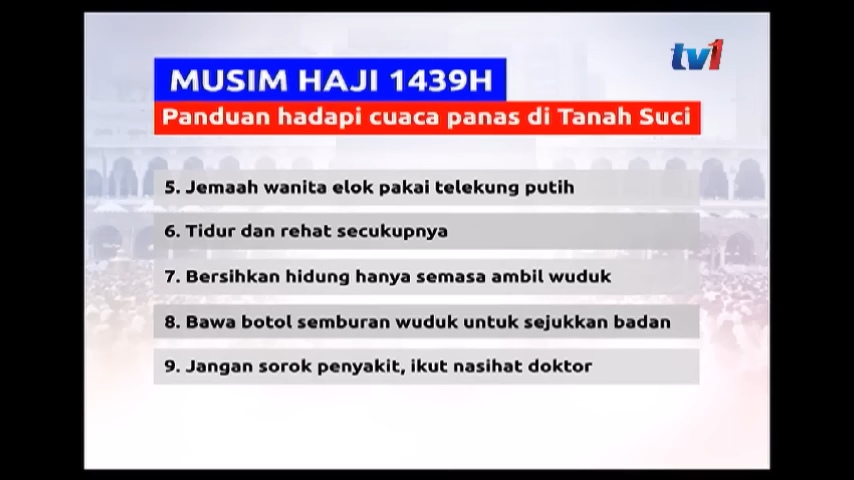 tv1
MUSIM HAJI 1439H
Panduan hadapi cuaca panas di Tanah Suci
5. Jemaah wanita elok pakai telekung putih
6. Tidur dan rehat secukupnya
7. Bersihkan hidung hanya semasa ambil wuduk
8. Bawa botol semburan wuduk untuk sejukkan badan
9. Jangan sorok penyakit, ikut nasihat doktor